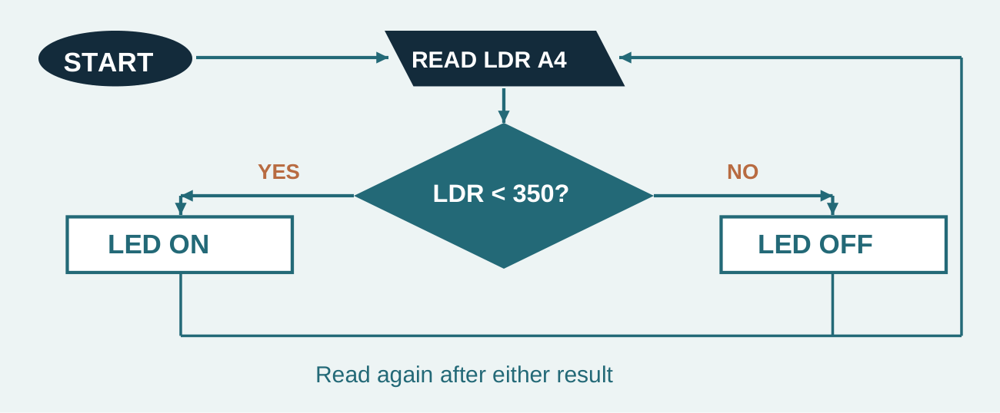 START
READ LDR A4
YES
NO
LDR < 350?
LED ON
LED OFF
Read again after either result